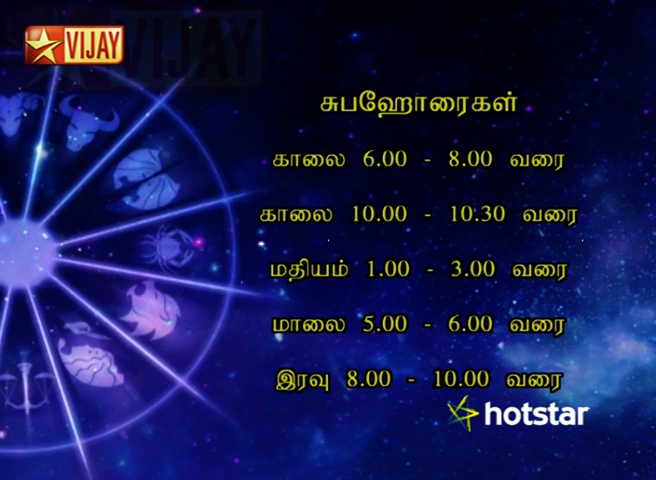 VIJAY
VIJAY
சுபஹோரைகள்
காலை 6.00 - 8.00 வரை
காலை 10.00 - 10.30 வரை
மதியம் 1.00 - 3.00 வரை
மாலை 5.00 - 6.00 வரை
இரவு 8.00 - 10.00 வரை
hotstar